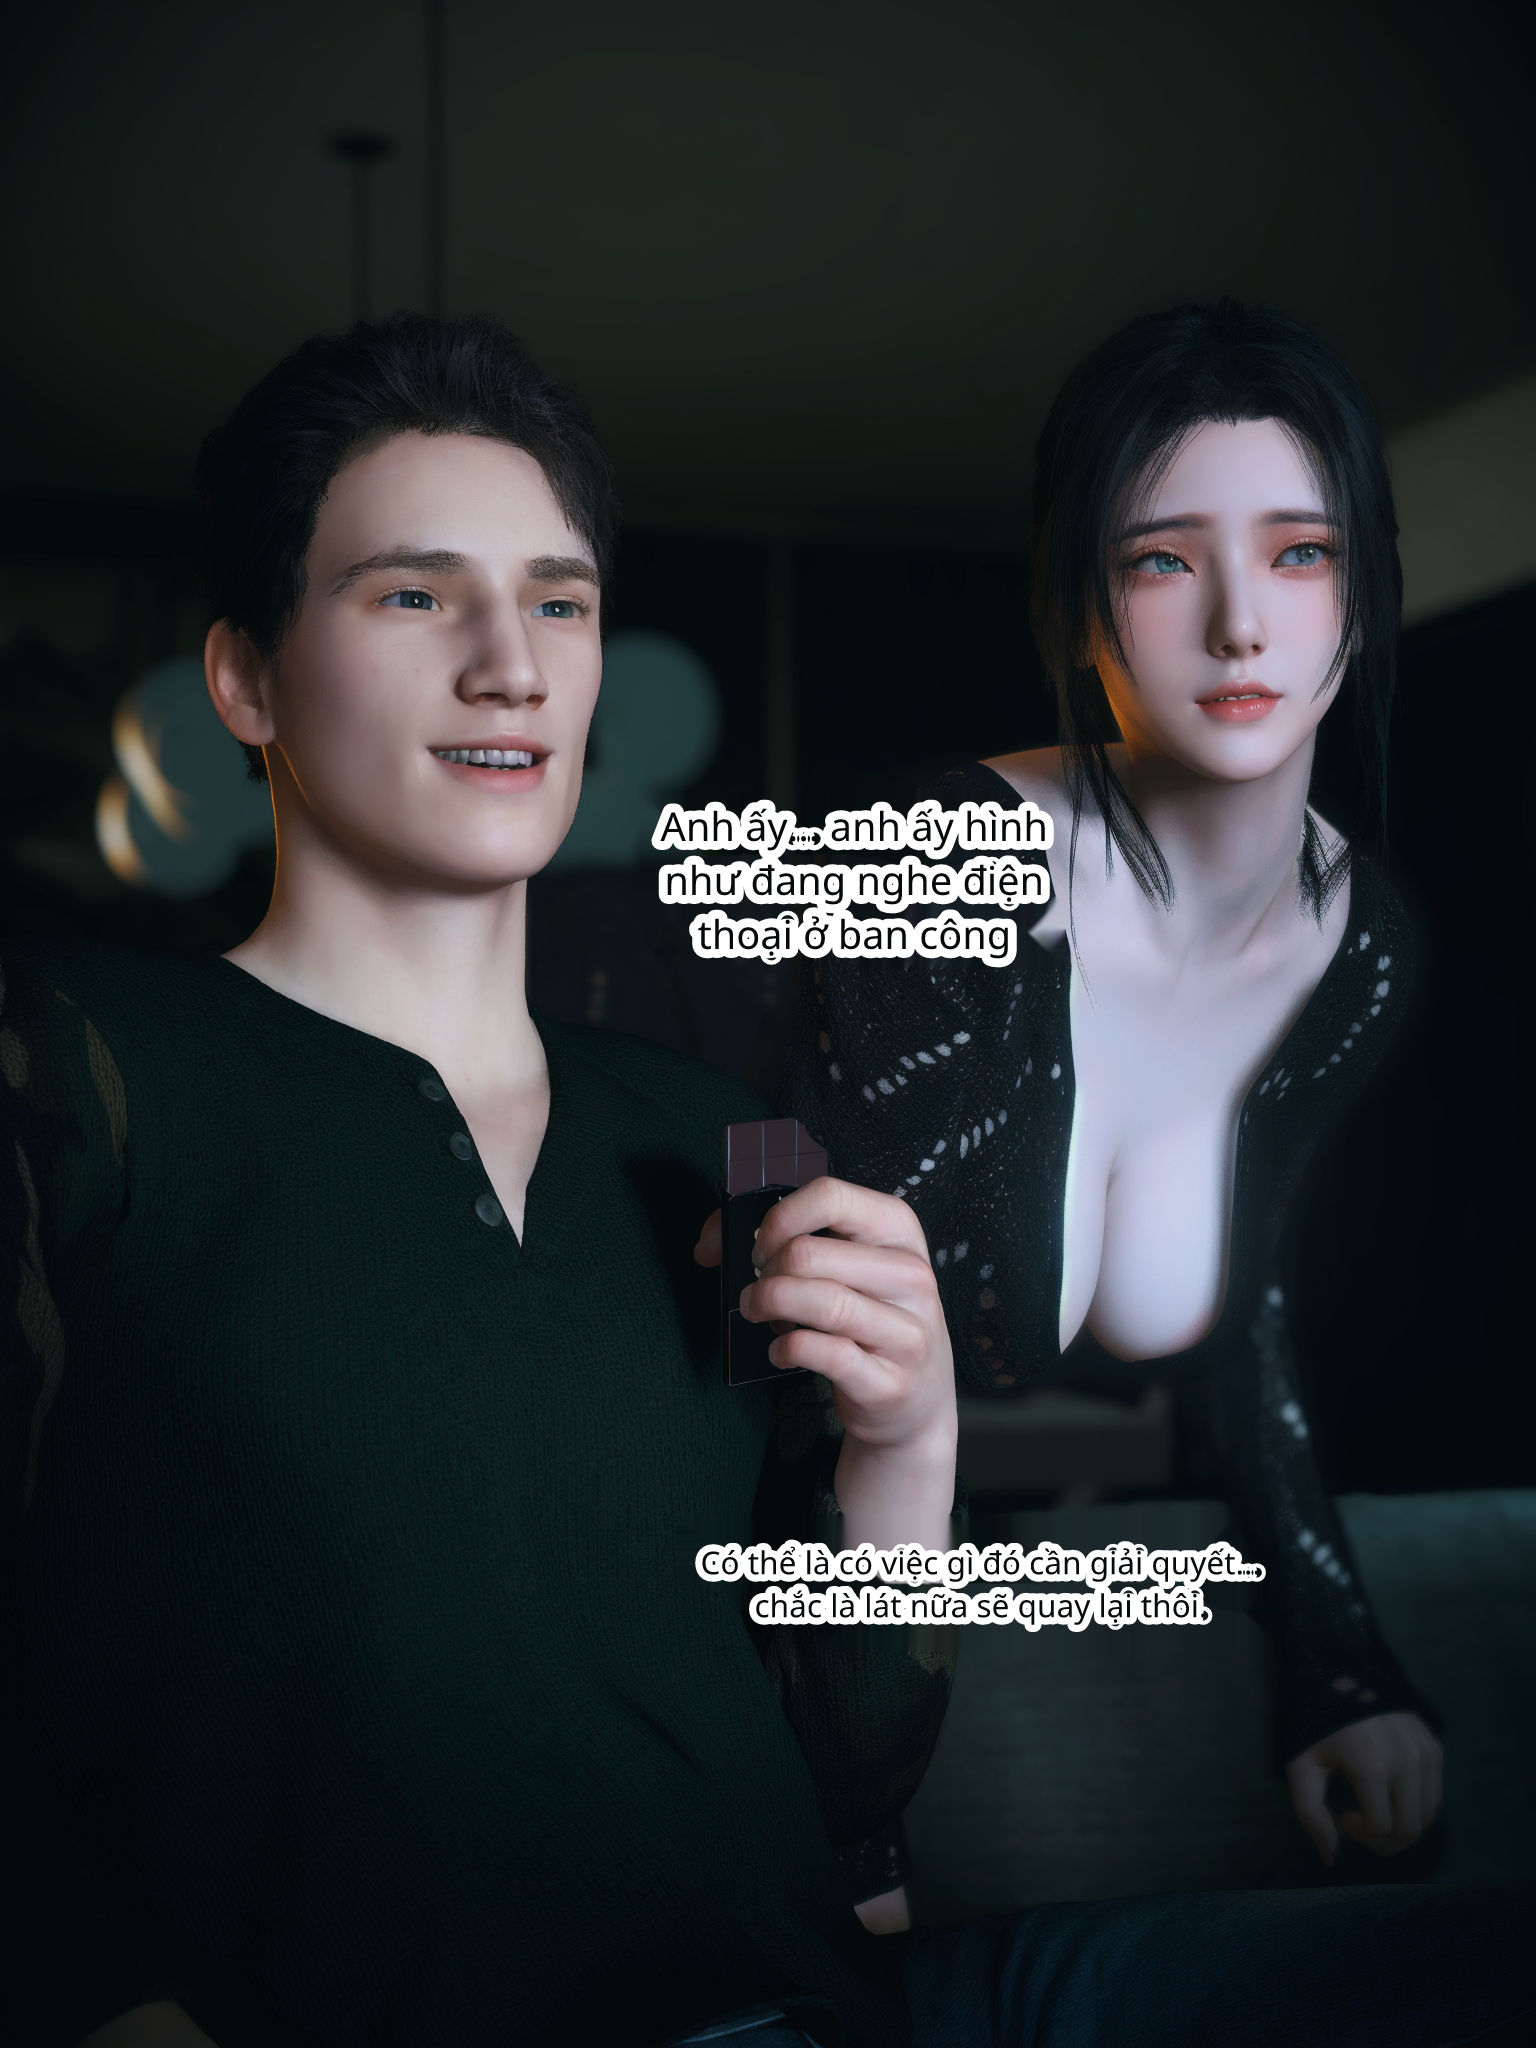 Anh ấy... anh ấy hình
như đang nghe điện
thoại ở ban công
Có thể là có việc gì đó cần giải quyết...
chắc là lát nữa sẽ quay lại thôi.